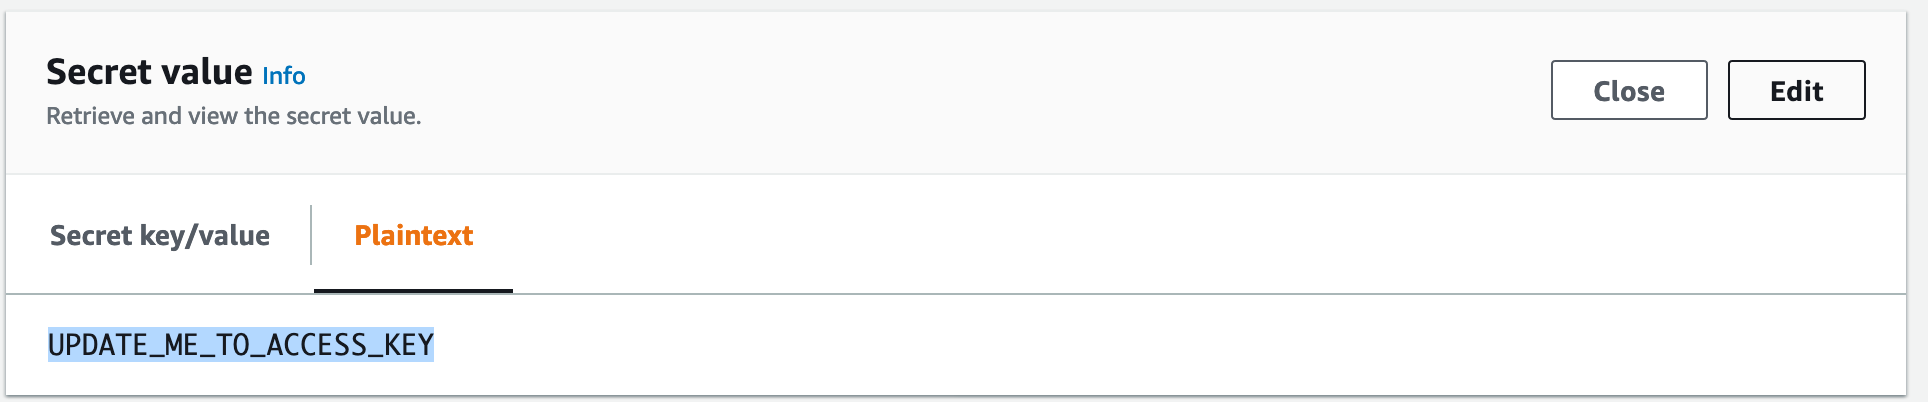 Secret value Info
Retrieve and view the secret value.
Close
Edit
Secret key/value
Plaintext
UPDATE_ME_TO_ACCESS_KEY